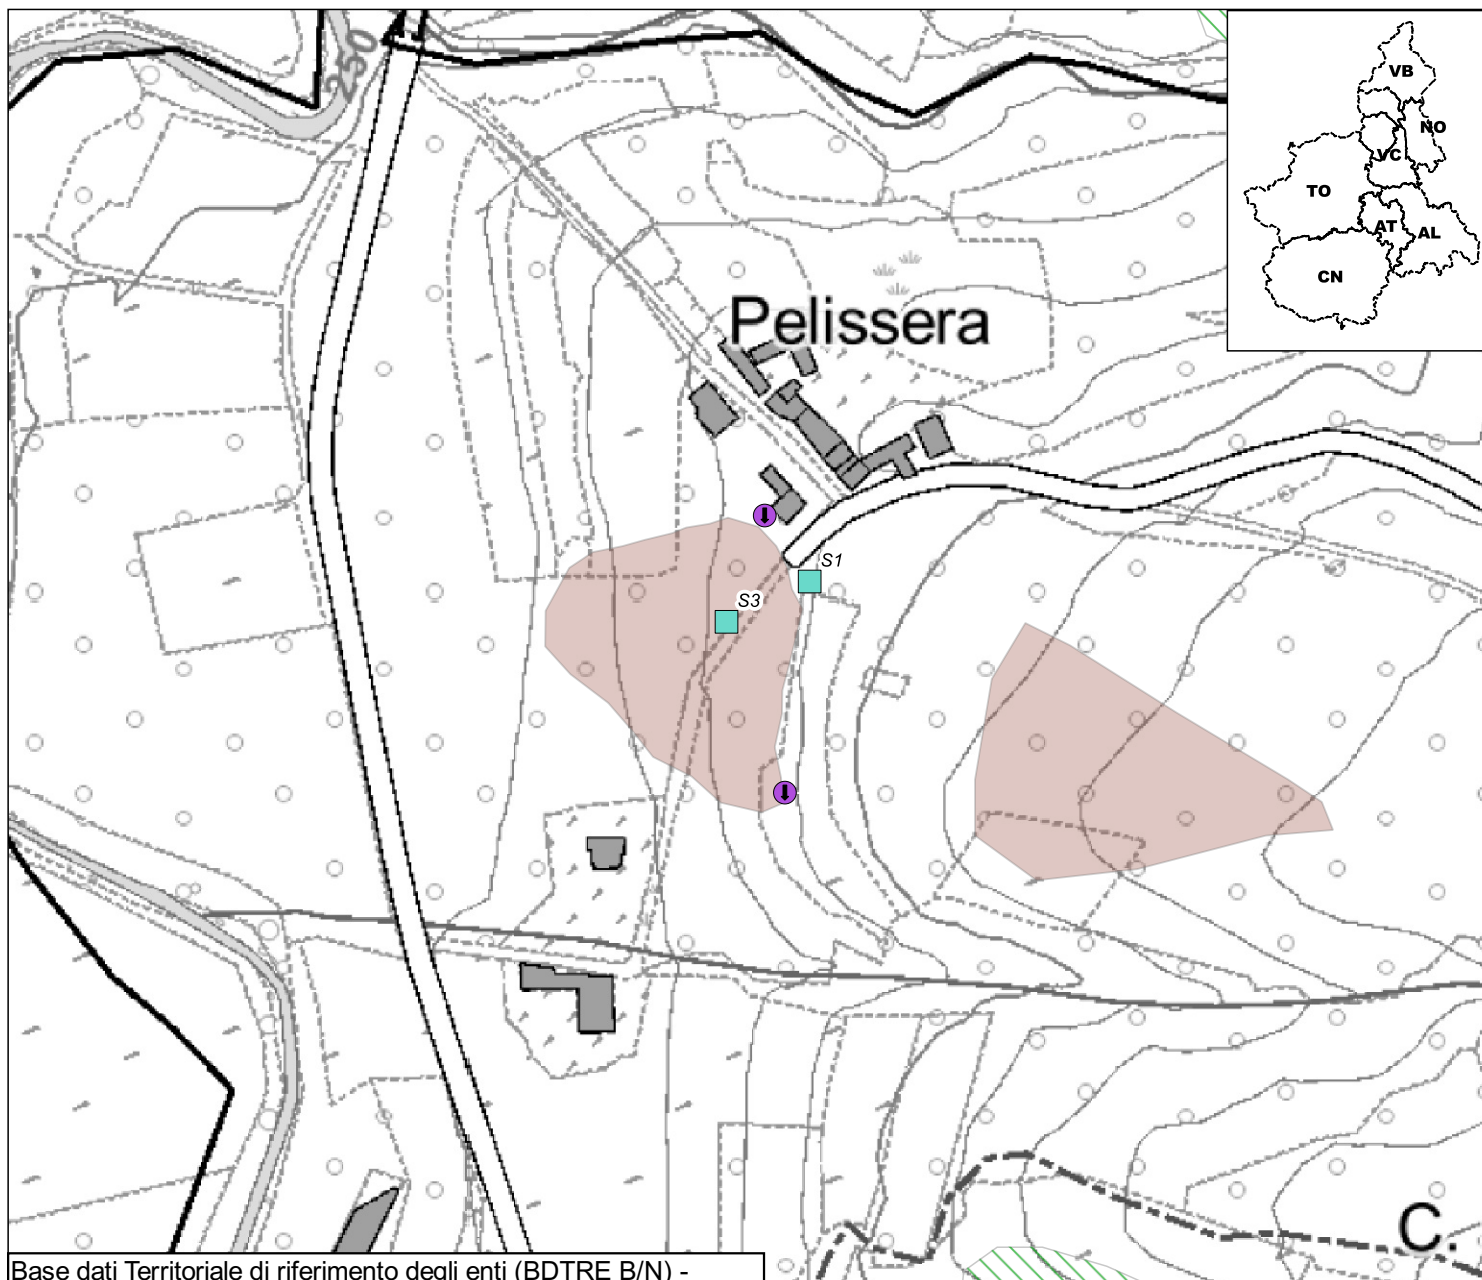 250
VB
NO
VC
TO
AT
AL
CN
Pelissera
S1
S3
C.
Base dati Territoriale di riferimento degli enti (BDTRE B/N) -